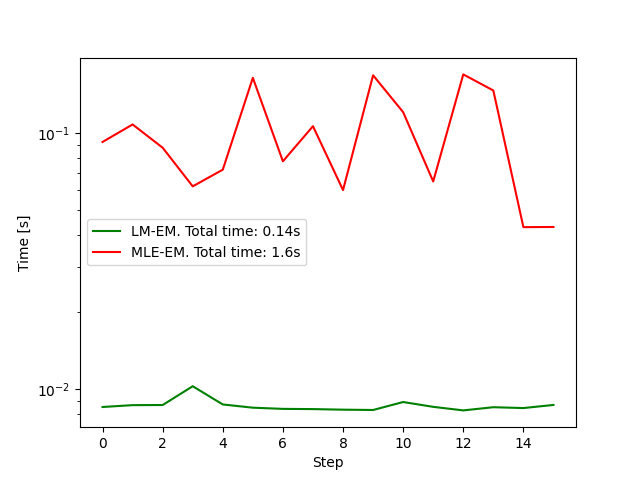 10⁻¹
10⁻²
Time [s]
LM-EM. Total time: 0.14s
MLE-EM. Total time: 1.6s
0 2 4 6 8 10 12 14
Step